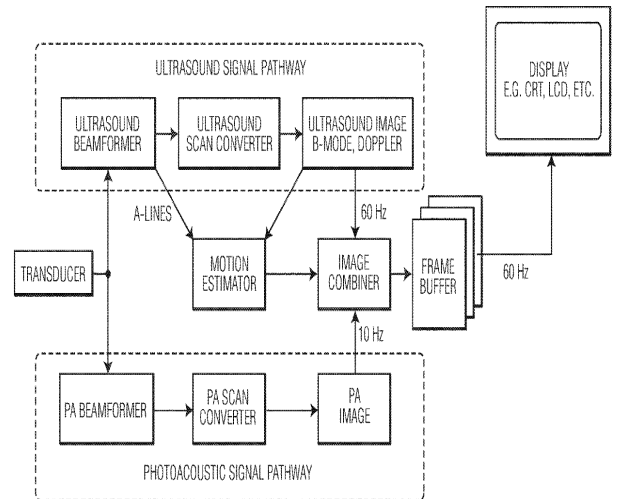 ULTRASOUND SIGNAL PATHWAY
ULTRASOUND
BEAMFORMER
ULTRASOUND
SCAN CONVERTER
ULTRASOUND IMAGE
B-MODE, DOPPLER
DISPLAY
E.G. CRT, LCD, ETC.
A-LINES
60 Hz
TRANSDUCER
MOTION
ESTIMATOR
IMAGE
COMBINER
FRAME
BUFFER
60 Hz
10 Hz
PA BEAMFORMER
PA SCAN
CONVERTER
PA
IMAGE
PHOTOACOUSTIC SIGNAL PATHWAY